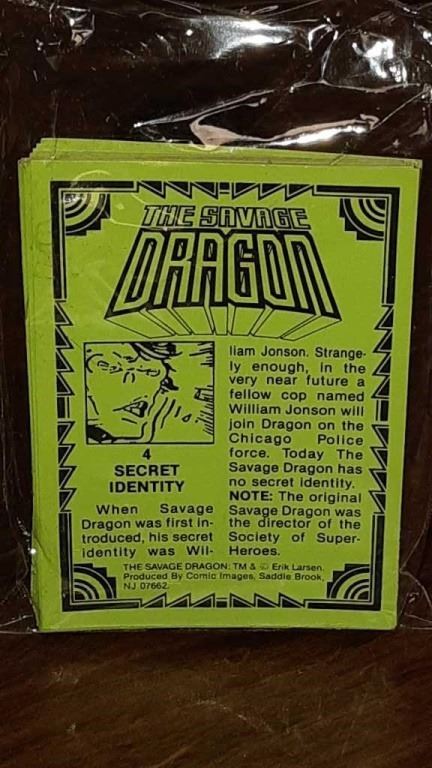 THE SAVAGE
DRAGON
4
SECRET
IDENTITY
When Savage
Dragon was first in-
troduced, his secret
identity was Wil-
liam Jonson. Strange-
ly enough, in the
very near future a
fellow cop named
William Jonson will
join Dragon on the
Chicago Police
force. Today The
Savage Dragon has
no secret identity.
NOTE: The original
Savage Dragon was
the director of the
Society of Super-
Heroes.
THE SAVAGE DRAGON: TM & © Erik Larsen.
Produced By Comic Images, Saddle Brook,
NJ 07662.